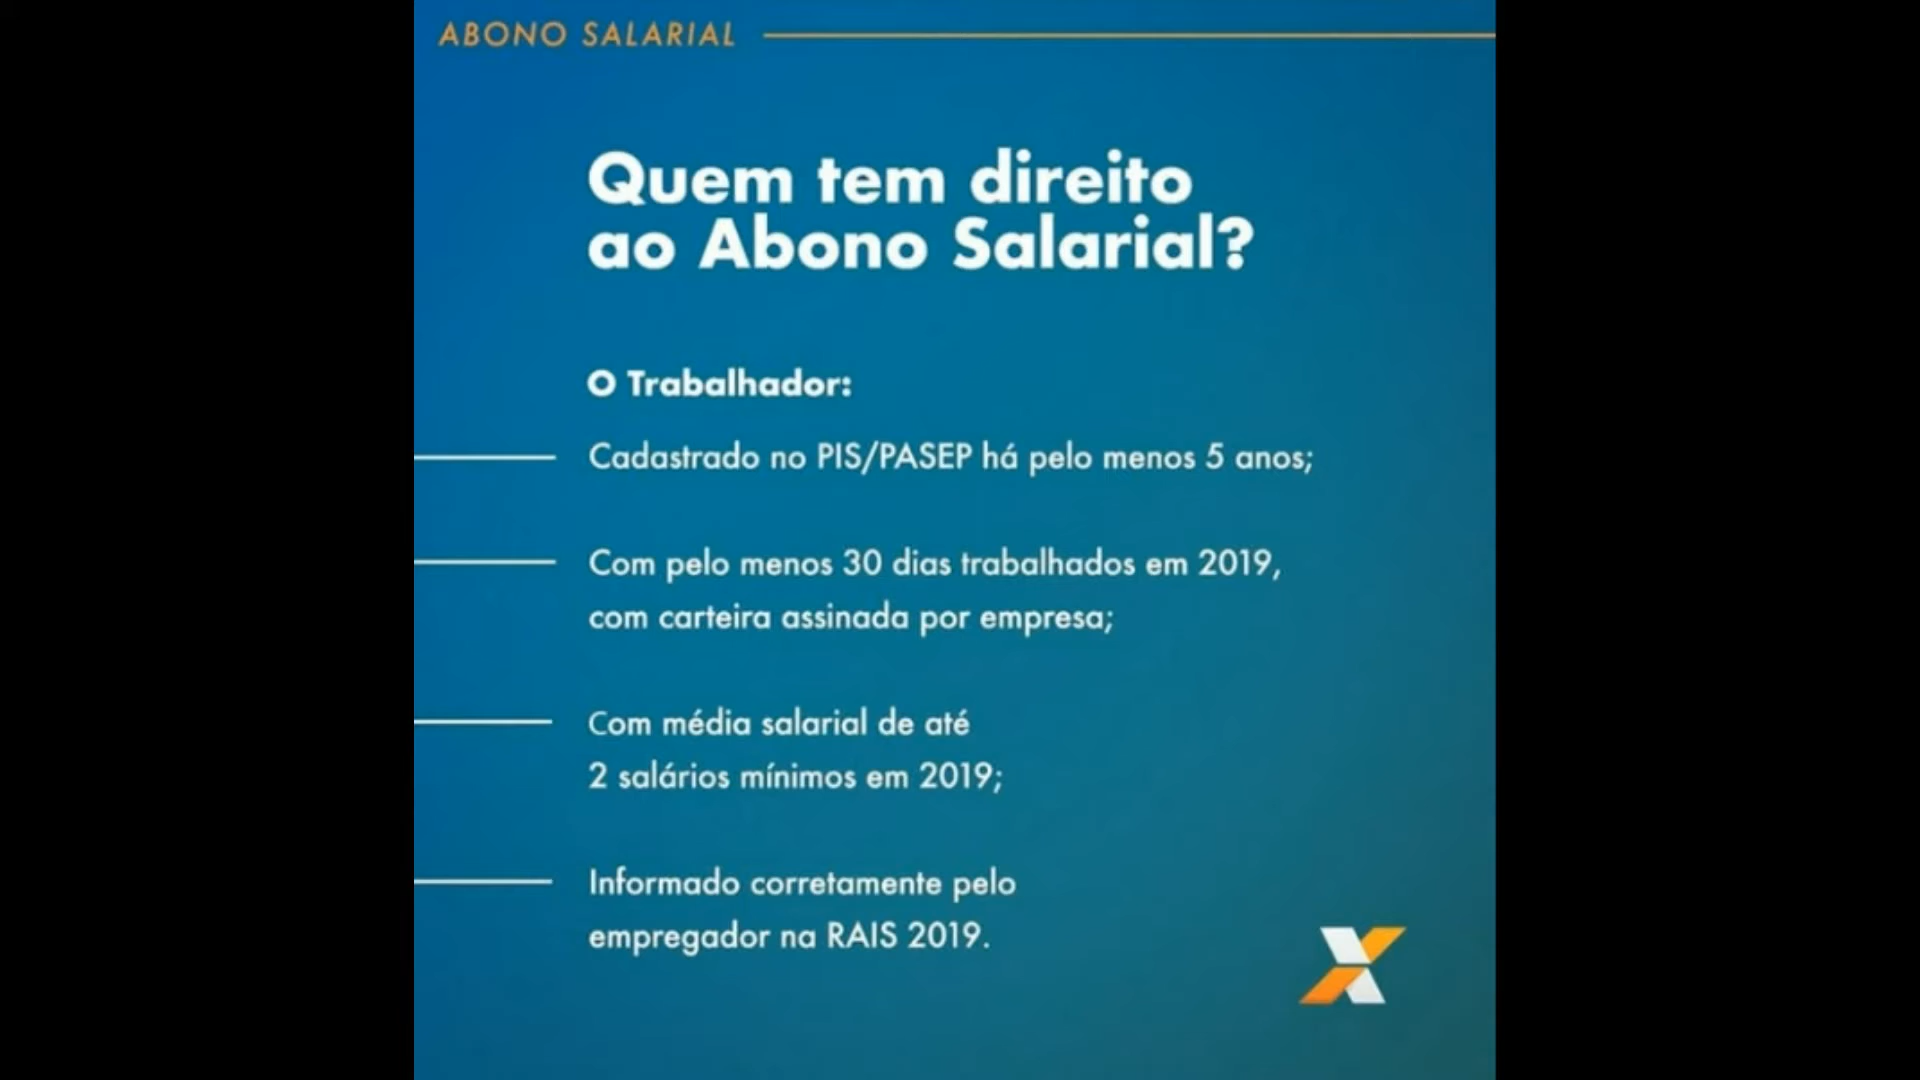 ABONO SALARIAL
Quem tem direito
ao Abono Salarial?
O Trabalhador:
Cadastrado no PIS/PASEP há pelo menos 5 anos;
Com pelo menos 30 dias trabalhados em 2019,
com carteira assinada por empresa;
Com média salarial de até
2 salários mínimos em 2019;
Informado corretamente pelo
empregador na RAIS 2019.